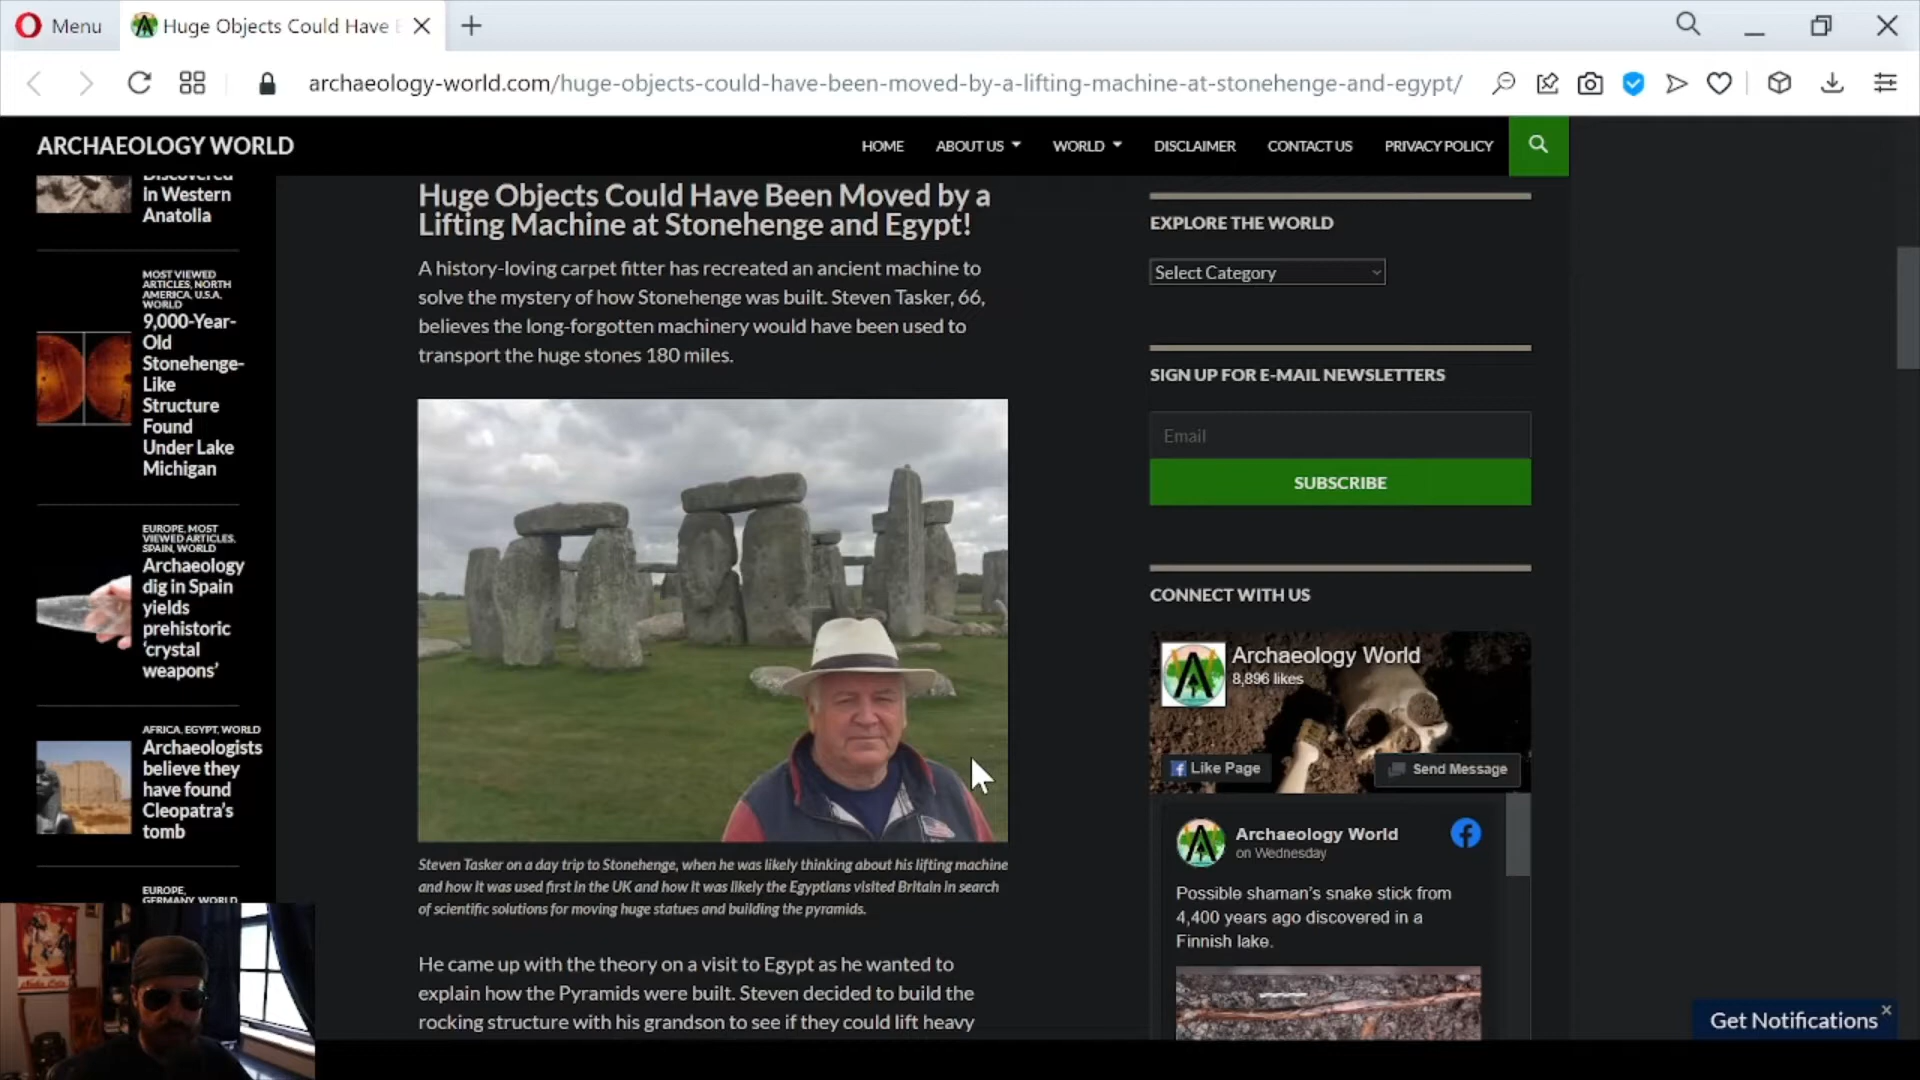 Menu
Huge Objects Could Have
archaeology-world.com/huge-objects-could-have-been-moved-by-a-lifting-machine-at-stonehenge-and-egypt/
ARCHAEOLOGY WORLD
HOME
ABOUT US
WORLD
DISCLAIMER
CONTACT US
PRIVACY POLICY
Discovered
in Western
Anatolia
MOST VIEWED
ARTICLES, NORTH
AMERICA, U.S.A,
WORLD
9,000-Year-
Old
Stonehenge-
Like
Structure
Found
Under Lake
Michigan
EUROPE, MOST
VIEWED ARTICLES,
SPAIN, WORLD
Archaeology
dig in Spain
yields
prehistoric
‘crystal
weapons’
AFRICA, EGYPT, WORLD
Archaeologists
believe they
have found
Cleopatra’s
tomb
EUROPE,
GERMANY, WORLD
Huge Objects Could Have Been Moved by a
Lifting Machine at Stonehenge and Egypt!
A history-loving carpet fitter has recreated an ancient machine to
solve the mystery of how Stonehenge was built. Steven Tasker, 66,
believes the long-forgotten machinery would have been used to
transport the huge stones 180 miles.
Steven Tasker on a day trip to Stonehenge, when he was likely thinking about his lifting machine
and how it was used first in the UK and how it was likely the Egyptians visited Britain in search
of scientific solutions for moving huge statues and building the pyramids.
He came up with the theory on a visit to Egypt as he wanted to
explain how the Pyramids were built. Steven decided to build the
rocking structure with his grandson to see if they could lift heavy
EXPLORE THE WORLD
Select Category
SIGN UP FOR E-MAIL NEWSLETTERS
Email
SUBSCRIBE
CONNECT WITH US
Archaeology World
8,896 likes
Like Page
Send Message
Archaeology World
on Wednesday
Possible shaman’s snake stick from
4,400 years ago discovered in a
Finnish lake.
Get Notifications